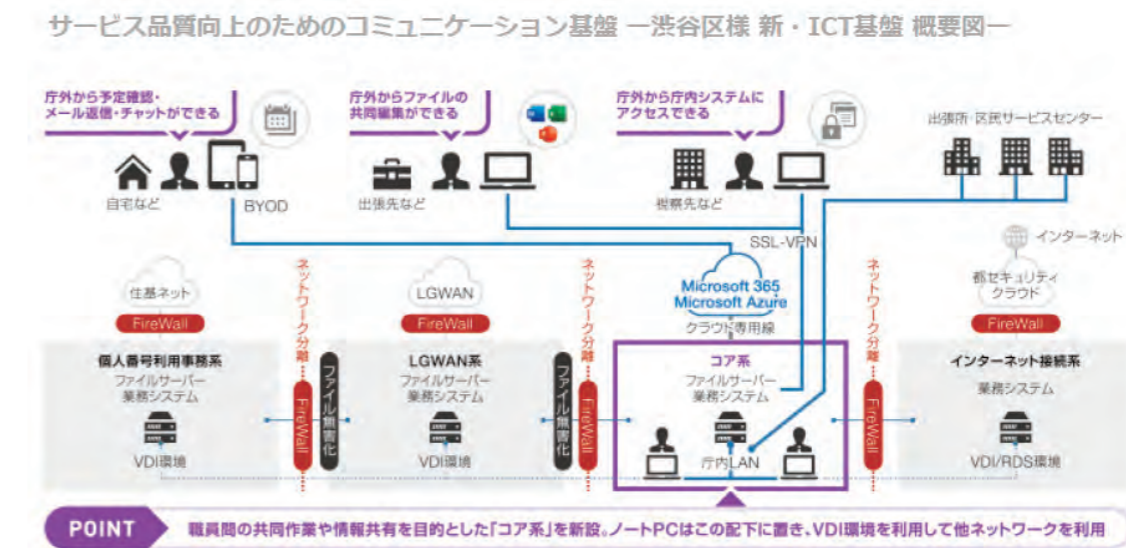 サービス品質向上のためのコミュニケーション基盤 ―渋谷区様 新・ICT基盤 概要図―
庁外から予定確認・
メール返信・チャットができる
庁外からファイルの
共同編集ができる
庁外から庁内システムに
アクセスできる
出張所・区民サービスセンター
自宅など
BYOD
出張先など
視察先など
SSL-VPN
インターネット
住基ネット
LGWAN
Microsoft 365
Microsoft Azure
都セキュリティ
クラウド
クラウド専用線
FireWall
FireWall
FireWall
ネットワーク分離
ネットワーク分離
ネットワーク分離
個人番号利用事務系
ファイルサーバー
業務システム
VDI環境
FireWall
ファイル無害化
LGWAN系
ファイルサーバー
業務システム
VDI環境
ファイル無害化
FireWall
コア系
ファイルサーバー
業務システム
庁内LAN
FireWall
インターネット接続系
業務システム
VDI/RDS環境
POINT 職員間の共同作業や情報共有を目的とした「コア系」を新設。ノートPCはこの配下に置き、VDI環境を利用して他ネットワークを利用